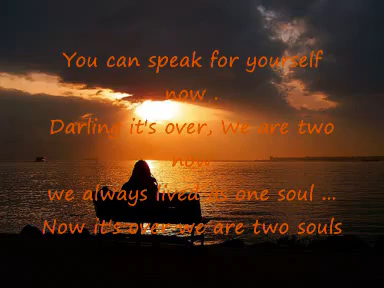 You can speak for yourself
now .
Darling it's over, We are two
now
we always lived as one soul ...
Now it's over we are two souls